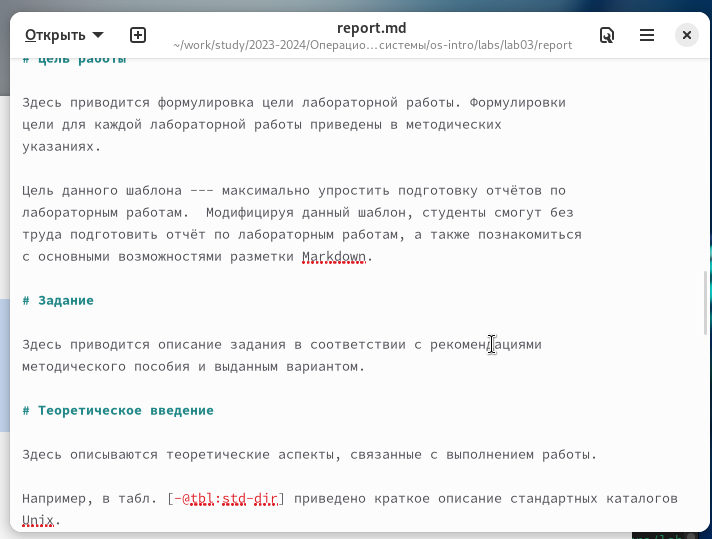 Открыть
report.md
~/work/study/2023-2024/Операцио…системы/os-intro/labs/lab03/report
# Цель работы
Здесь приводится формулировка цели лабораторной работы. Формулировки
цели для каждой лабораторной работы приведены в методических
указаниях.
Цель данного шаблона --- максимально упростить подготовку отчётов по
лабораторным работам.  Модифицируя данный шаблон, студенты смогут без
труда подготовить отчёт по лабораторным работам, а также познакомиться
с основными возможностями разметки Markdown.
# Задание
Здесь приводится описание задания в соответствии с рекомендациями
методического пособия и выданным вариантом.
# Теоретическое введение
Здесь описываются теоретические аспекты, связанные с выполнением работы.
Например, в табл. [-@tbl:std-dir] приведено краткое описание стандартных каталогов
Unix.